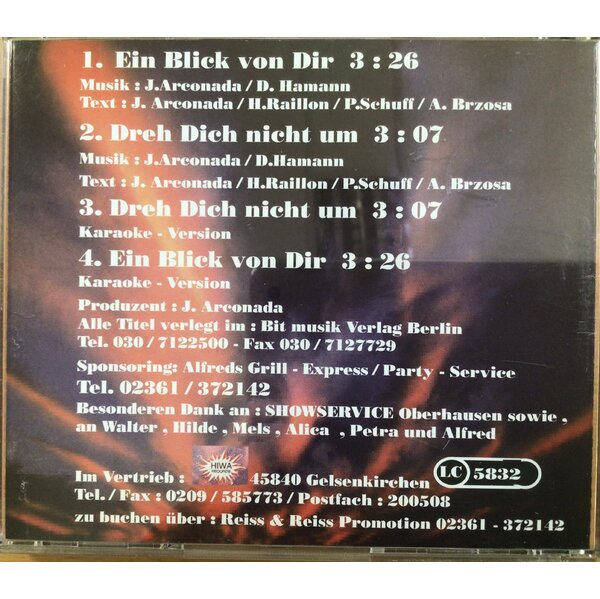 1. Ein Blick von Dir 3 : 26
Musik : J.Arconada / D. Hamann
Text : J. Arconada / H.Raillon / P.Schuff / A. Brzosa
2. Dreh Dich nicht um 3 : 07
Musik : J.Arconada / D.Hamann
Text : J. Arconada / H.Raillon / P.Schuff / A. Brzosa
3. Dreh Dich nicht um 3 : 07
Karaoke - Version
4. Ein Blick von Dir 3 : 26
Karaoke - Version
Produzent : J. Arconada
Alle Titel verlegt im : Bit musik Verlag Berlin
Tel. 030 / 7122500 - Fax 030 / 7127729
Sponsoring: Alfreds Grill - Express / Party - Service
Tel. 02361 / 372142
Besonderen Dank an : SHOWSERVICE Oberhausen sowie ,
an Walter , Hilde , Mels , Alica , Petra und Alfred
HIWA
RECORDS
Im Vertrieb : 45840 Gelsenkirchen
LC 5832
Tel. / Fax : 0209 / 585773 / Postfach : 200508
zu buchen über : Reiss & Reiss Promotion 02361 - 372142